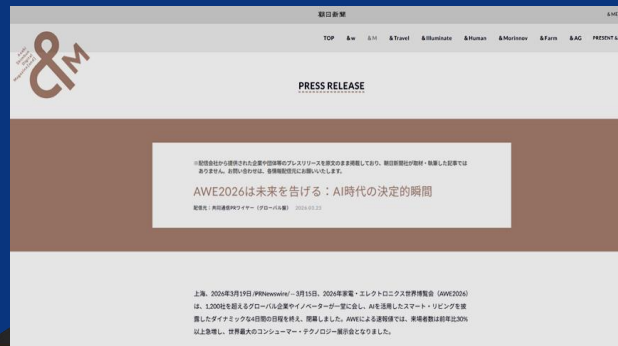 朝日新聞
TOP &w &M &Travel &Illuminate &Human &Morinnov &Farm &AG PRESENT &
&M
Asahi Shimbun Digital Magazine [and]
PRESS RELEASE
※配信会社から提供された企業や団体等のプレスリリースを原文のまま掲載しており、朝日新聞社が取材・執筆した記事では
ありません。お問い合わせは、各情報配信元にお願いいたします。
AWE2026は未来を告げる：AI時代の決定的瞬間
配信元：共同通信PRワイヤー（グローバル版） 2026.03.23
上海、2026年3月19日 /PRNewswire/ -- 3月15日、2026年家電・エレクトロニクス世界博覧会（AWE2026）
は、1,200社を超えるグローバル企業やイノベーターが一堂に会し、AIを活用したスマート・リビングを披
露したダイナミックな4日間の日程を終え、閉幕しました。AWEによる速報値では、来場者数は前年比30%
以上急増し、世界最大のコンシューマー・テクノロジー展示会となりました。